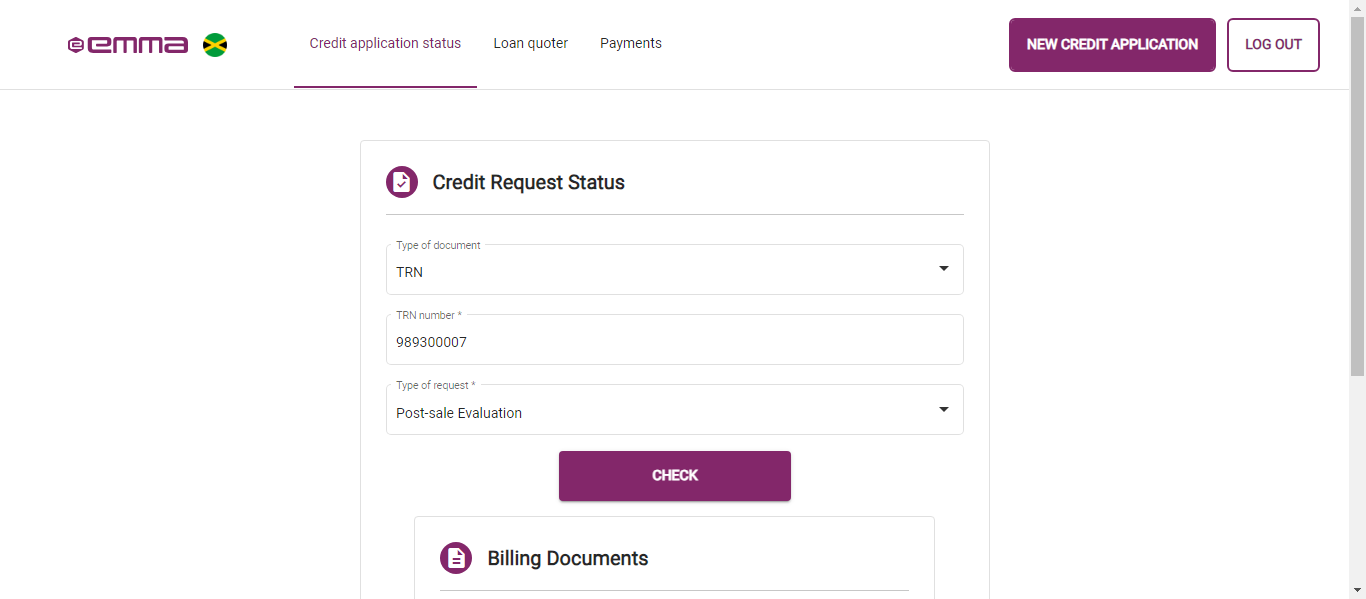 emma
Credit application status
Loan quoter
Payments
NEW CREDIT APPLICATION
LOG OUT
Credit Request Status
Type of document
TRN
TRN number *
989300007
Type of request *
Post-sale Evaluation
CHECK
Billing Documents